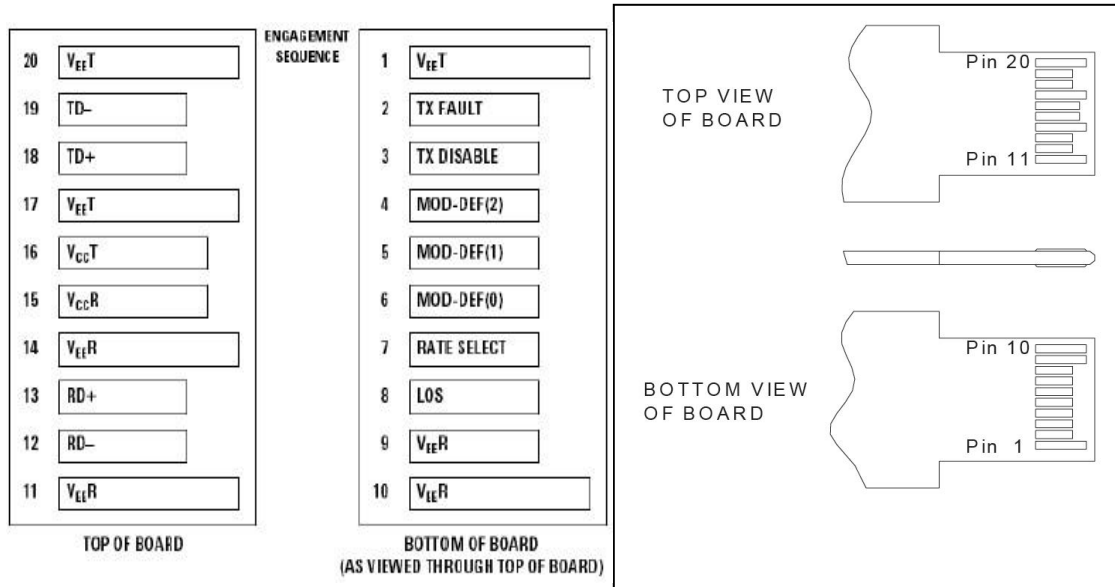 ENGAGEMENT
SEQUENCE
20 VEET
19 TD–
18 TD+
17 VEET
16 VCCT
15 VCCR
14 VEER
13 RD+
12 RD–
11 VEER
TOP OF BOARD
1 VEET
2 TX FAULT
3 TX DISABLE
4 MOD-DEF(2)
5 MOD-DEF(1)
6 MOD-DEF(0)
7 RATE SELECT
8 LOS
9 VEER
10 VEER
BOTTOM OF BOARD
(AS VIEWED THROUGH TOP OF BOARD)
TOP VIEW
OF BOARD
Pin 20
Pin 11
BOTTOM VIEW
OF BOARD
Pin 10
Pin 1